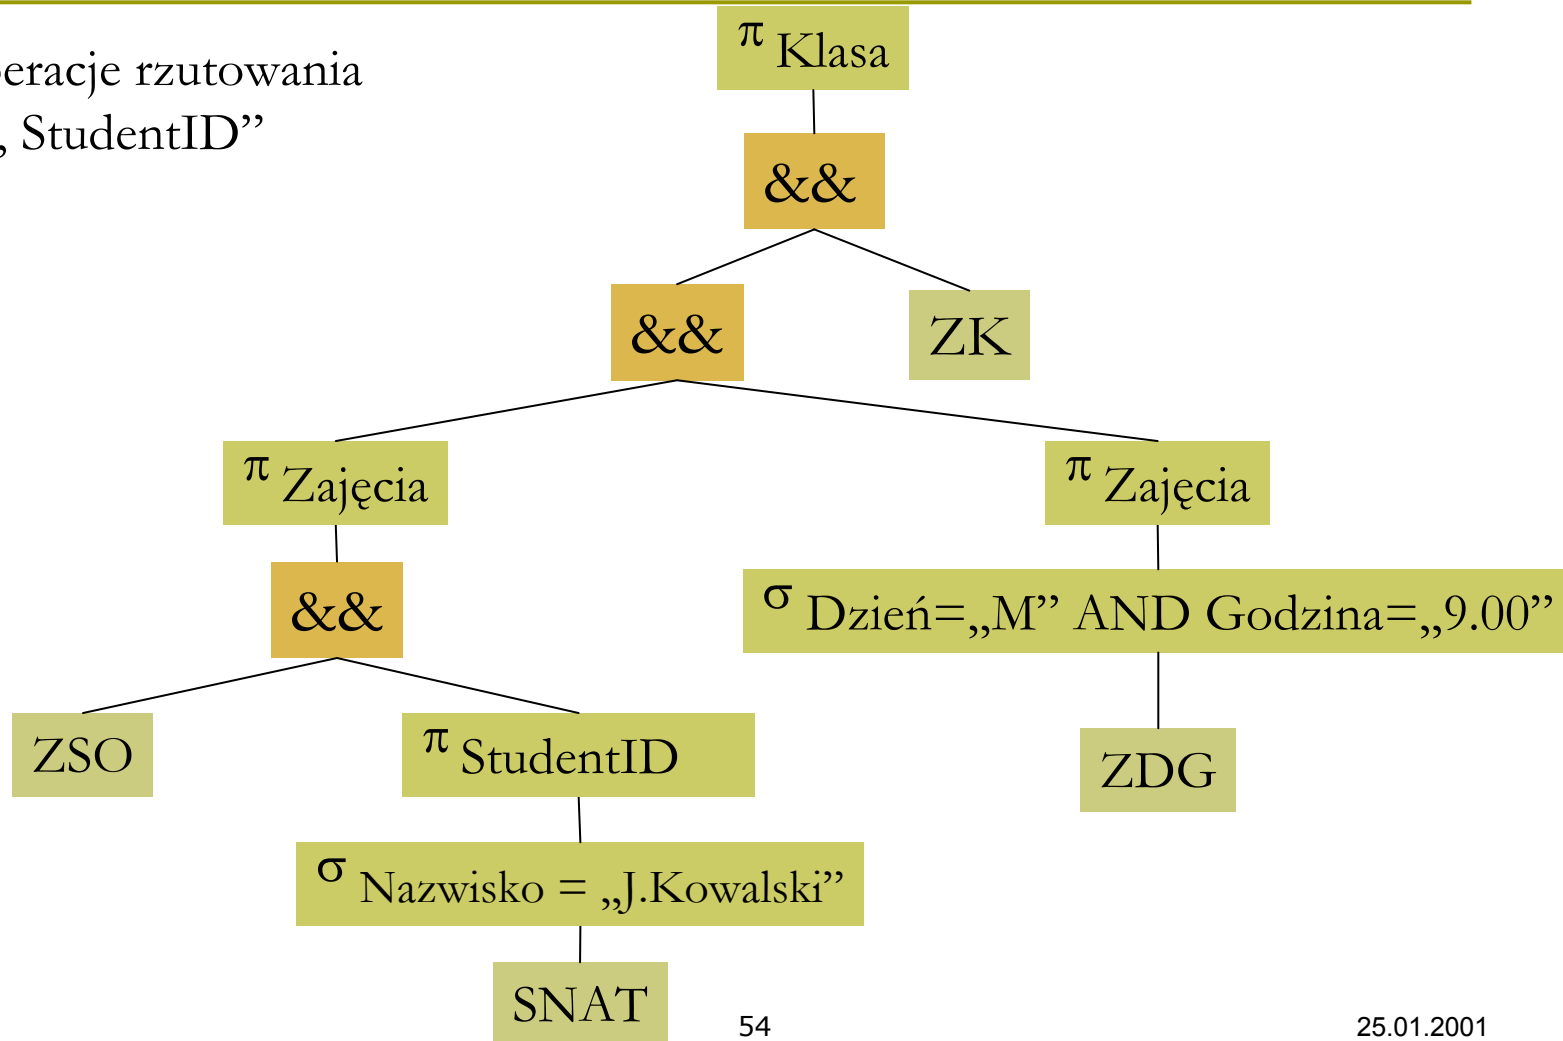 π Klasa
eracje rzutowania
, StudentID”
&&
&&
ZK
π Zajęcia
π Zajęcia
&&
σ Dzień=„M” AND Godzina=„9.00”
ZSO
π StudentID
ZDG
σ Nazwisko = „J.Kowalski”
SNAT
54
25.01.2001